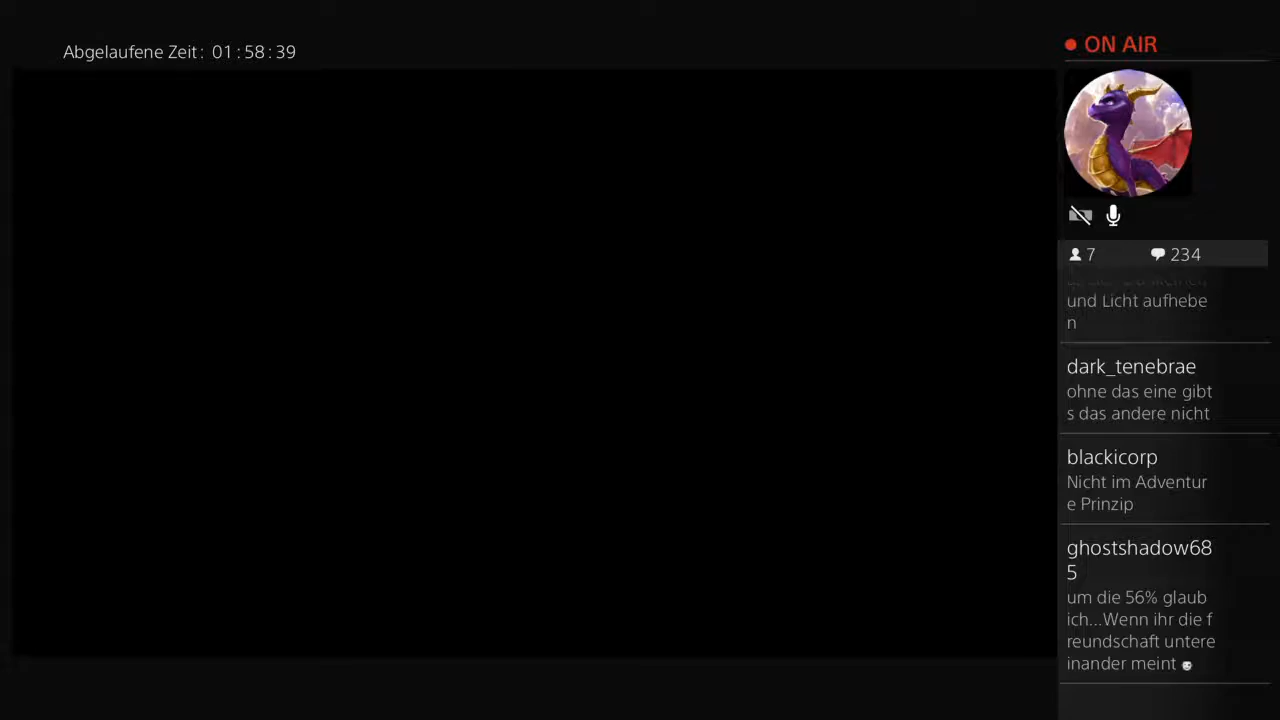 Abgelaufene Zeit: 01:58:39
ON AIR
7 234
und Licht aufhebe
n
dark_tenebrae
ohne das eine gibt
s das andere nicht
blackicorp
Nicht im Adventur
e Prinzip
ghostshadow68
5
um die 56% glaub
ich...Wenn ihr die f
reundschaft untere
inander meint